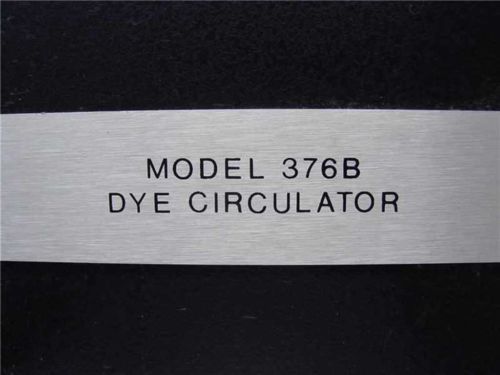 MODEL 376B
DYE CIRCULATOR